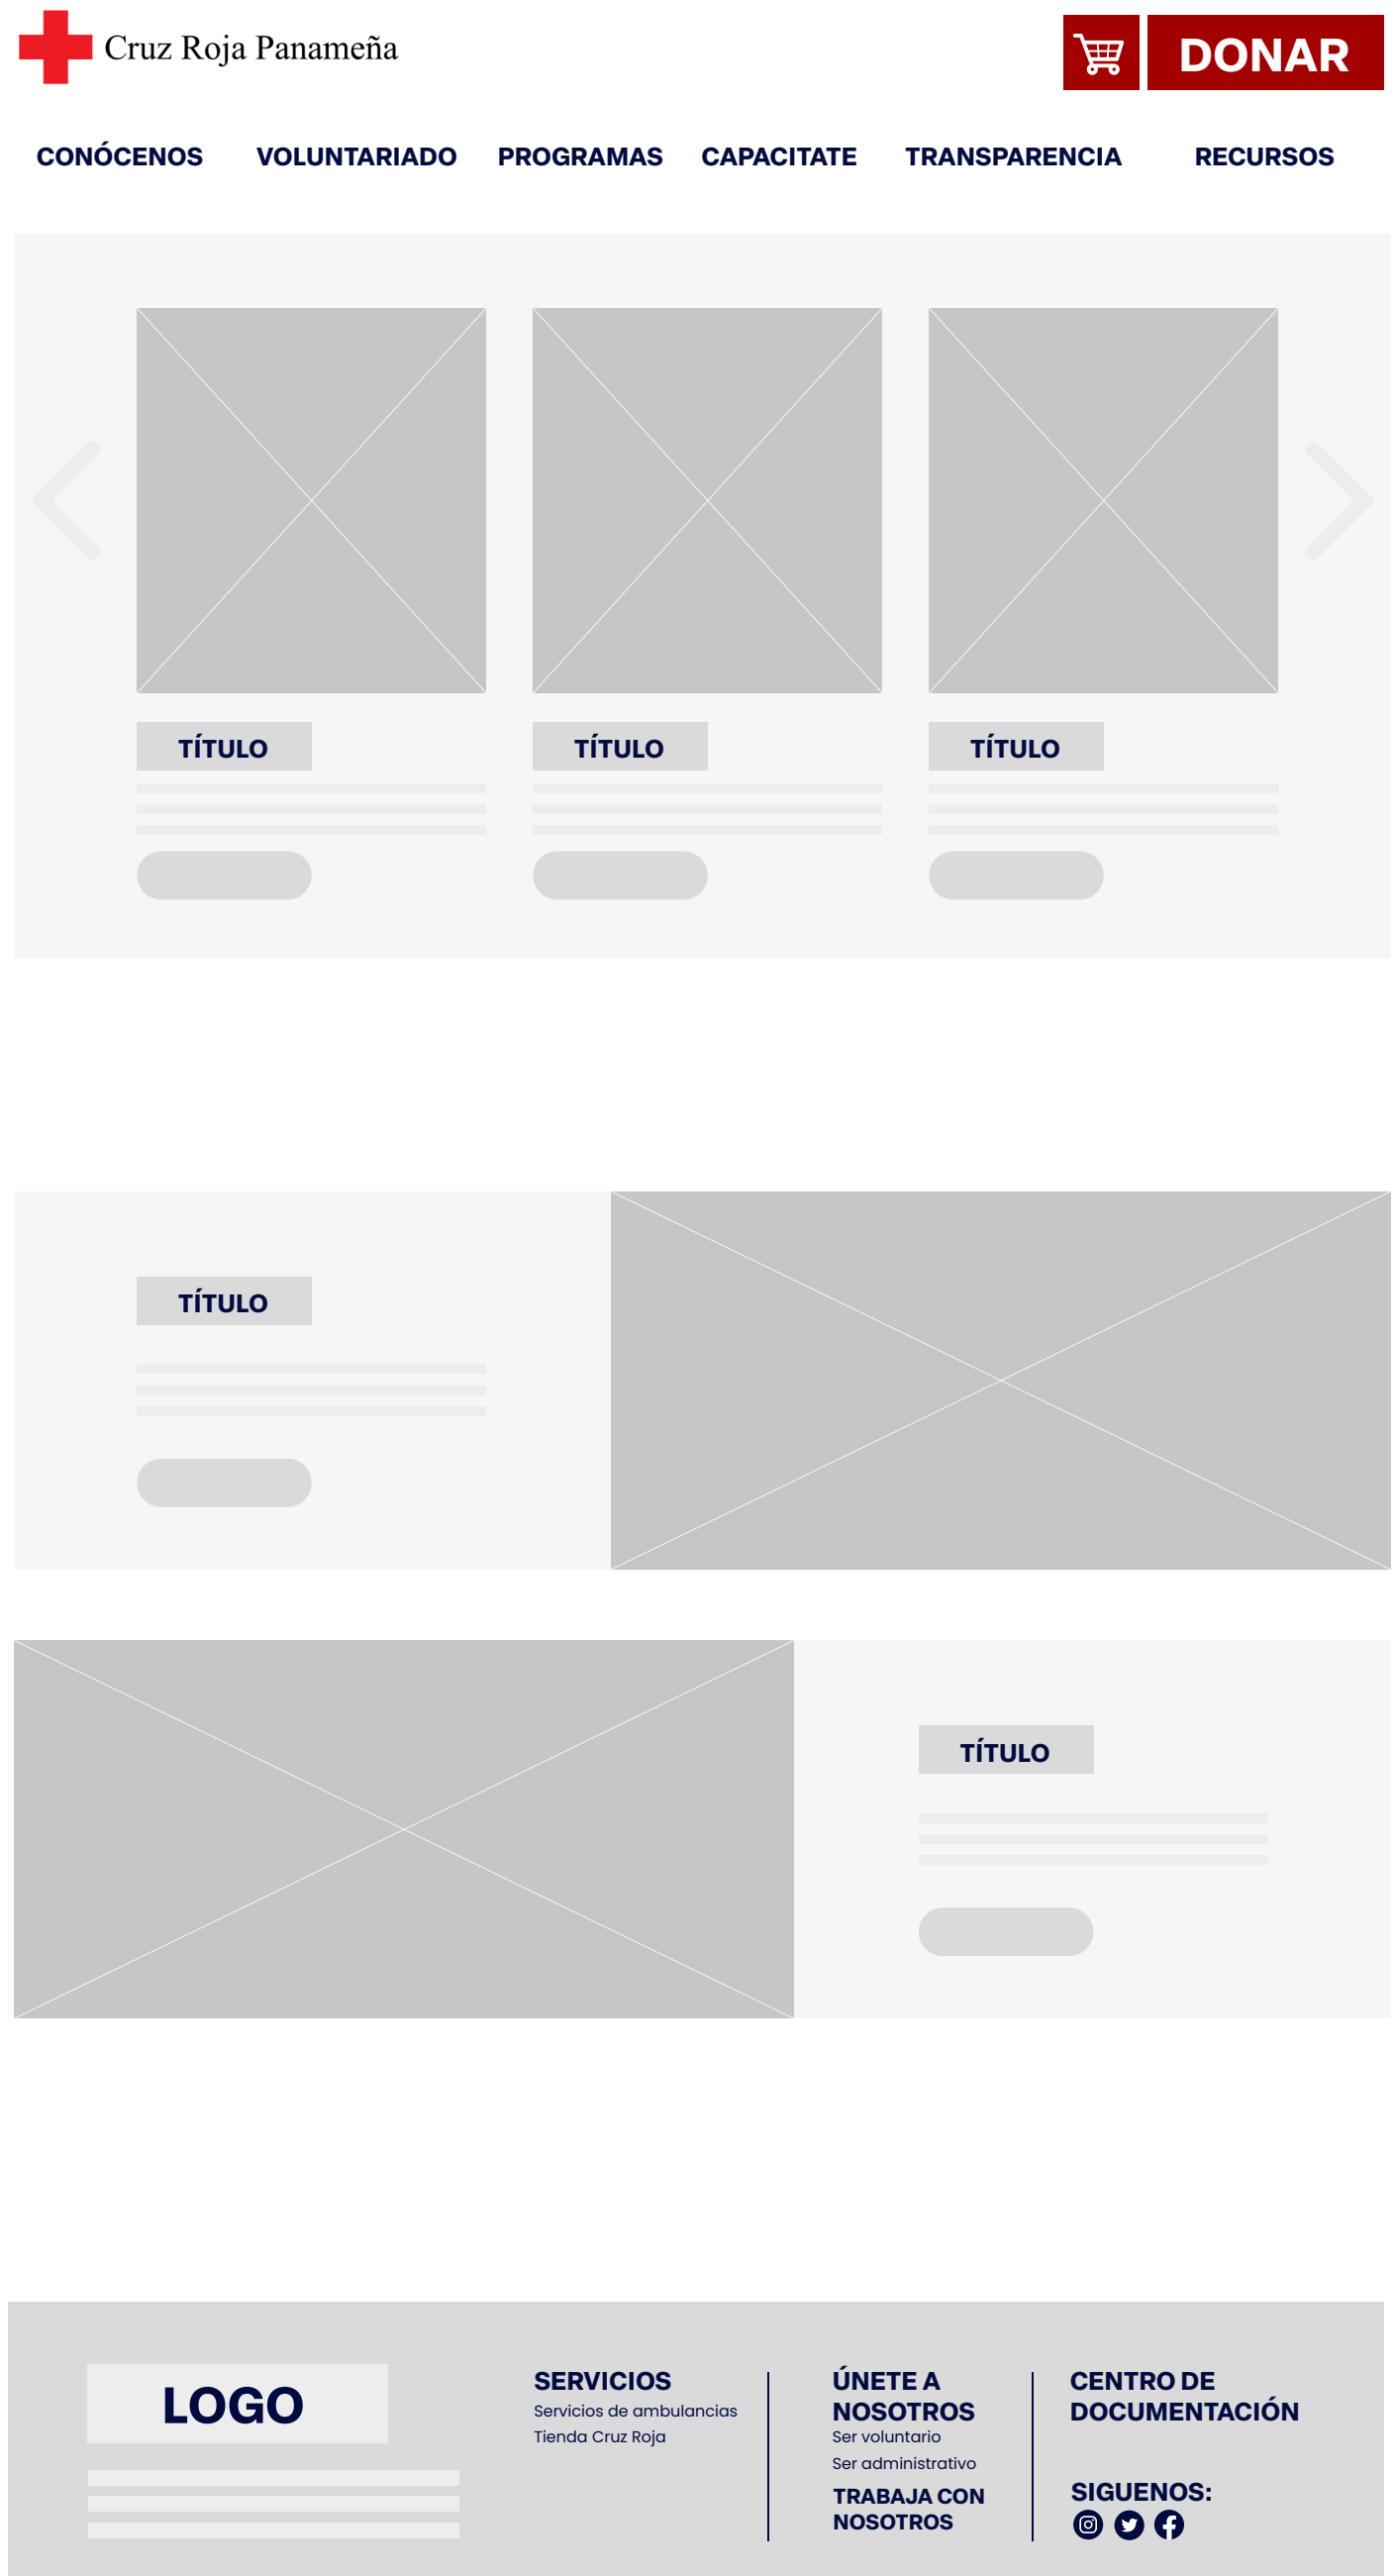 Cruz Roja Panameña
DONAR
CONÓCENOS VOLUNTARIADO PROGRAMAS CAPACITATE TRANSPARENCIA RECURSOS
TÍTULO TÍTULO TÍTULO
TÍTULO
TÍTULO
LOGO
SERVICIOS
Servicios de ambulancias
Tienda Cruz Roja
ÚNETE A
NOSOTROS
Ser voluntario
Ser administrativo
TRABAJA CON
NOSOTROS
CENTRO DE
DOCUMENTACIÓN
SIGUENOS: